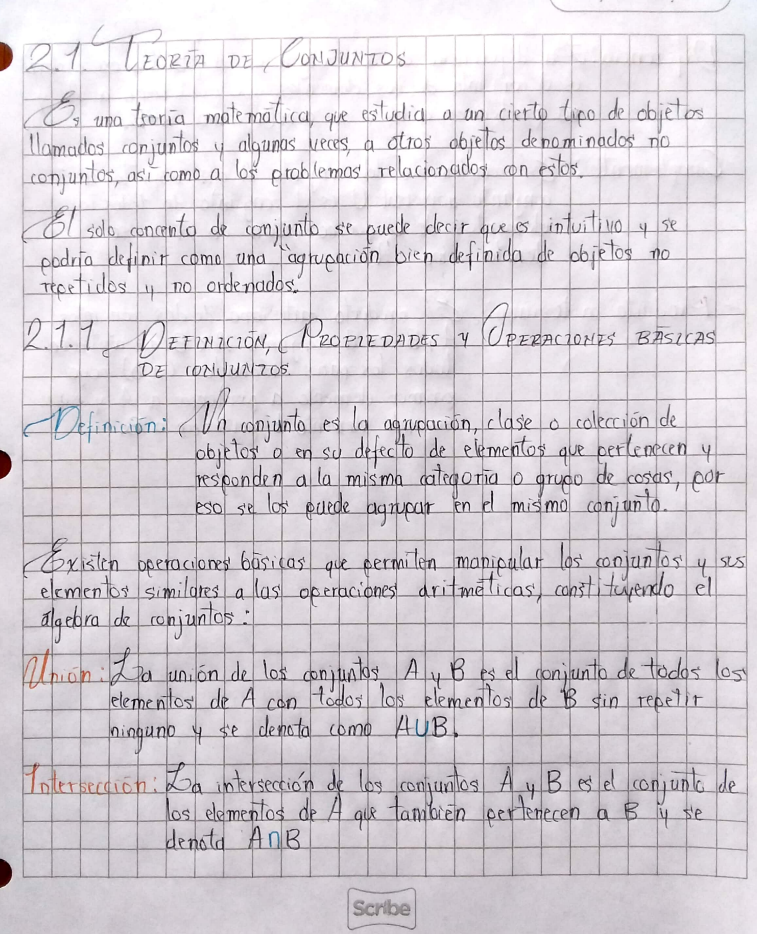 2.1 TEORÍA DE CONJUNTOS
Es una teoría matemática, que estudia a un cierto tipo de objetos
llamados conjuntos y algunas veces, a otros objetos denominados no
conjuntos, así como a los problemas relacionados con estos.
El solo concepto de conjunto se puede decir que es intuitivo y se
podría definir como una "agrupación bien definida de objetos no
repetidos y no ordenados".
2.1.1 DEFINICIÓN, PROPIEDADES Y OPERACIONES BÁSICAS
DE CONJUNTOS.
Definición: Un conjunto es la agrupación, clase o colección de
objetos o en su defecto de elementos que pertenecen y
responden a la misma categoría o grupo de cosas, por
eso se los puede agrupar en el mismo conjunto.
Existen operaciones básicas que permiten manipular los conjuntos y sus
elementos similares a las operaciones aritméticas, constituyendo el
álgebra de conjuntos:
Unión: La unión de los conjuntos A y B es el conjunto de todos los
elementos de A con todos los elementos de B sin repetir
ninguno y se denota como A∪B.
Intersección: La intersección de los conjuntos A y B es el conjunto de
los elementos de A que también pertenecen a B y se
denota A∩B
Scribe